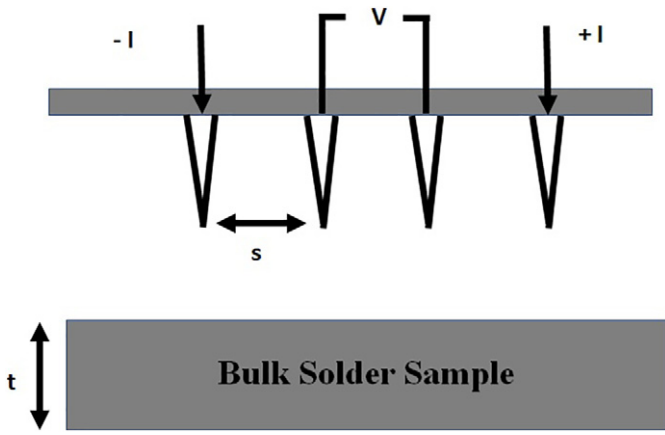 - I
V
+ I
s
t
Bulk Solder Sample